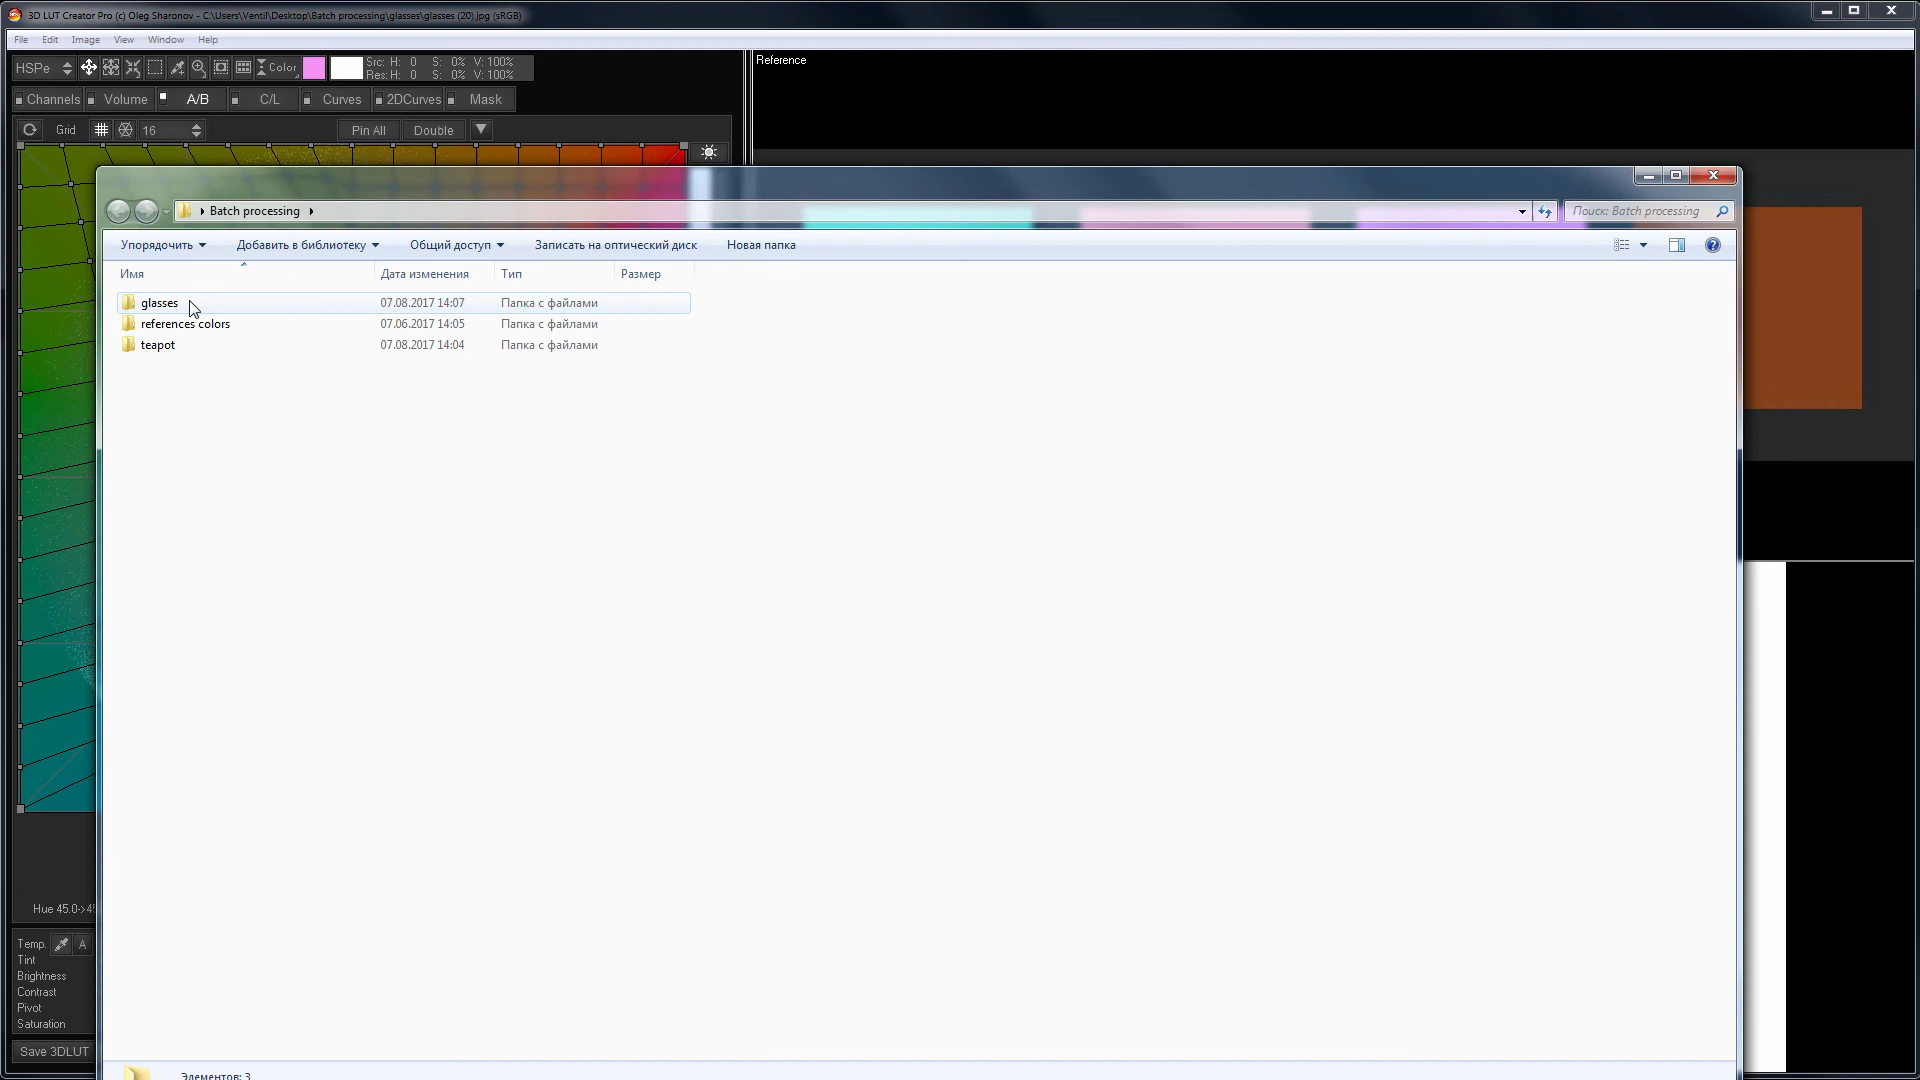 3D LUT Creator Pro (c) Oleg Sharonov - C:\Users\Ventil\Desktop\Batch processing\glasses\glasses (20).jpg (sRGB)
File Edit Image View Window Help
HSPe Color Src: H: 0 S: 0% V: 100%
Res: H: 0 S: 0% V: 100%
Reference
Channels Volume A/B C/L Curves 2DCurves Mask
Grid 16 Pin All Double
Batch processing Поиск: Batch processing
Упорядочить Добавить в библиотеку Общий доступ Записать на оптический диск Новая папка
Имя Дата изменения Тип Размер
glasses 07.08.2017 14:07 Папка с файлами
references colors 07.06.2017 14:05 Папка с файлами
teapot 07.08.2017 14:04 Папка с файлами
Hue 45.0->45
Temp. A
Tint
Brightness
Contrast
Pivot
Saturation
Save 3DLUT
Элементов: 3